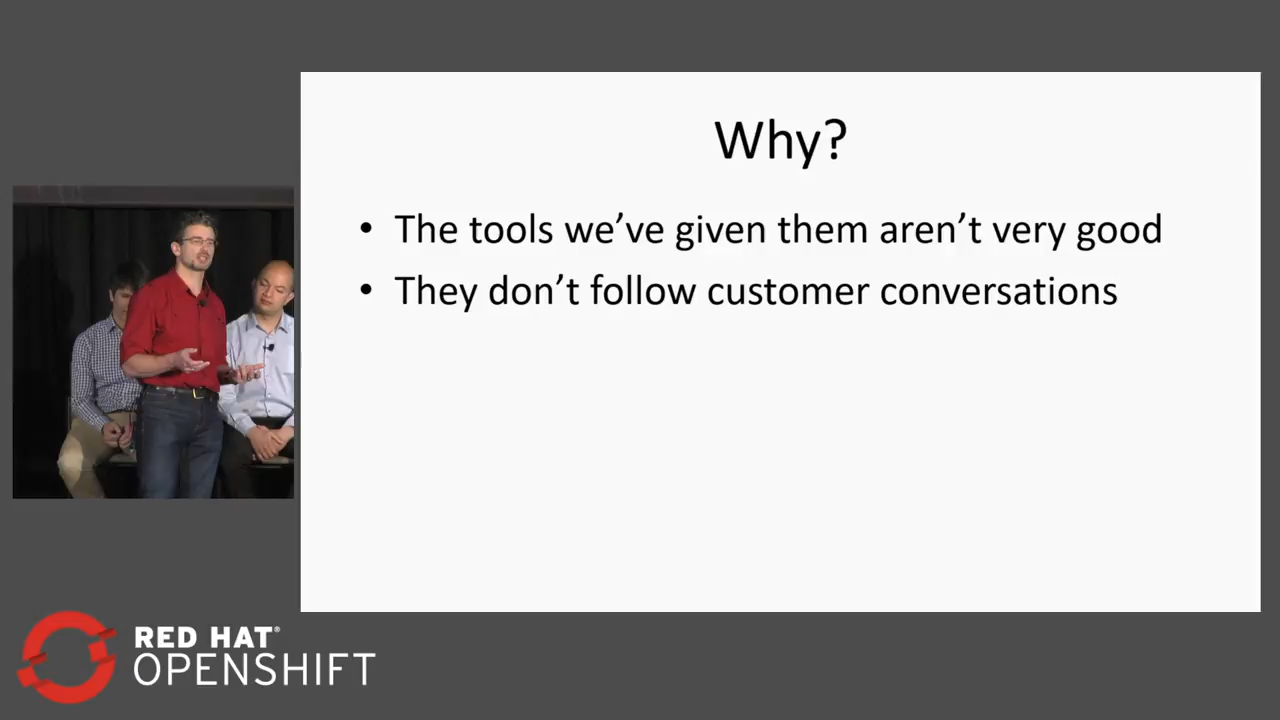 Why?
• The tools we’ve given them aren’t very good
• They don’t follow customer conversations
RED HAT®
OPENSHIFT